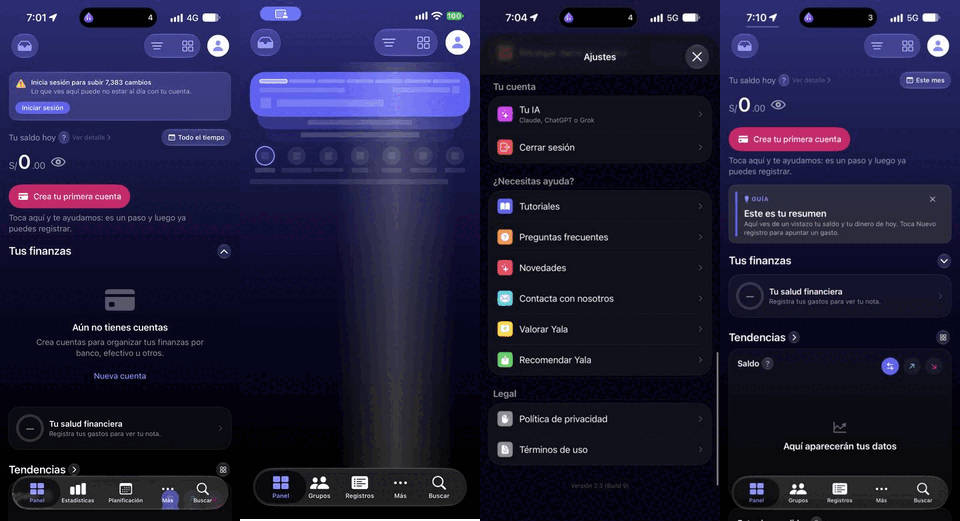 7:01
4
4G
Inicia sesión para subir 7,383 cambios
Lo que ves aquí puede no estar al día con tu cuenta.
Iniciar sesión
Tu saldo hoy ? Ver detalle >
Todo el tiempo
S/0.00
Crea tu primera cuenta
Toca aquí y te ayudamos: es un paso y luego ya
puedes registrar.
Tus finanzas
Aún no tienes cuentas
Crea cuentas para organizar tus finanzas por
banco, efectivo u otros.
Nueva cuenta
Tu salud financiera
Registra tus gastos para ver tu nota.
Tendencias
Panel
Estadísticas
Planificación
Más
Buscar
100
Panel
Grupos
Registros
Más
Buscar
7:04
4
5G
Ajustes
Tu cuenta
Tu IA
Claude, ChatGPT o Grok
Cerrar sesión
¿Necesitas ayuda?
Tutoriales
Preguntas frecuentes
Novedades
Contacta con nosotros
Valorar Yala
Recomendar Yala
Legal
Política de privacidad
Términos de uso
Versión 2.3 (Build 9)
7:10
3
5G
Tu saldo hoy ? Ver detalle >
Este mes
S/0.00
Crea tu primera cuenta
Toca aquí y te ayudamos: es un paso y luego ya
puedes registrar.
GUÍA
Este es tu resumen
Aquí ves de un vistazo tu saldo y tu dinero de hoy. Toca Nuevo
registro para apuntar un gasto.
Tus finanzas
Tu salud financiera
Registra tus gastos para ver tu nota.
Tendencias
Saldo ?
Aquí aparecerán tus datos
Panel
Grupos
Registros
Más
Buscar